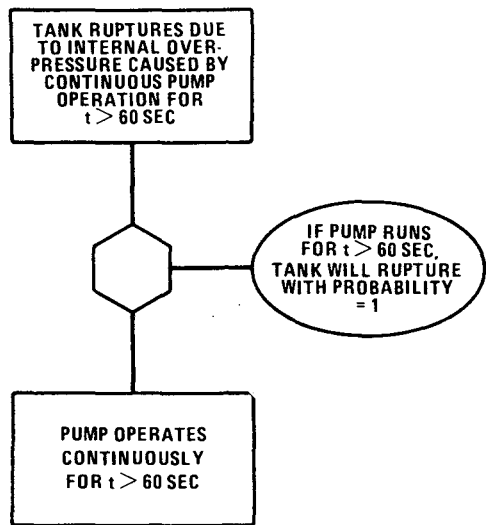 TANK RUPTURES DUE
TO INTERNAL OVER-
PRESSURE CAUSED BY
CONTINUOUS PUMP
OPERATION FOR
t > 60 SEC
IF PUMP RUNS
FOR t > 60 SEC,
TANK WILL RUPTURE
WITH PROBABILITY
= 1
PUMP OPERATES
CONTINUOUSLY
FOR t > 60 SEC